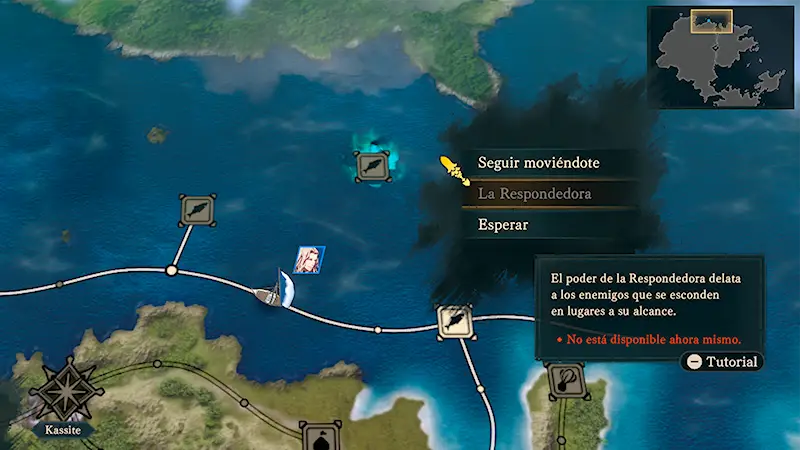 Seguir moviéndote
La Respondedora
Esperar
El poder de la Respondedora delata
a los enemigos que se esconden
en lugares a su alcance.
No está disponible ahora mismo.
Tutorial
Kassite